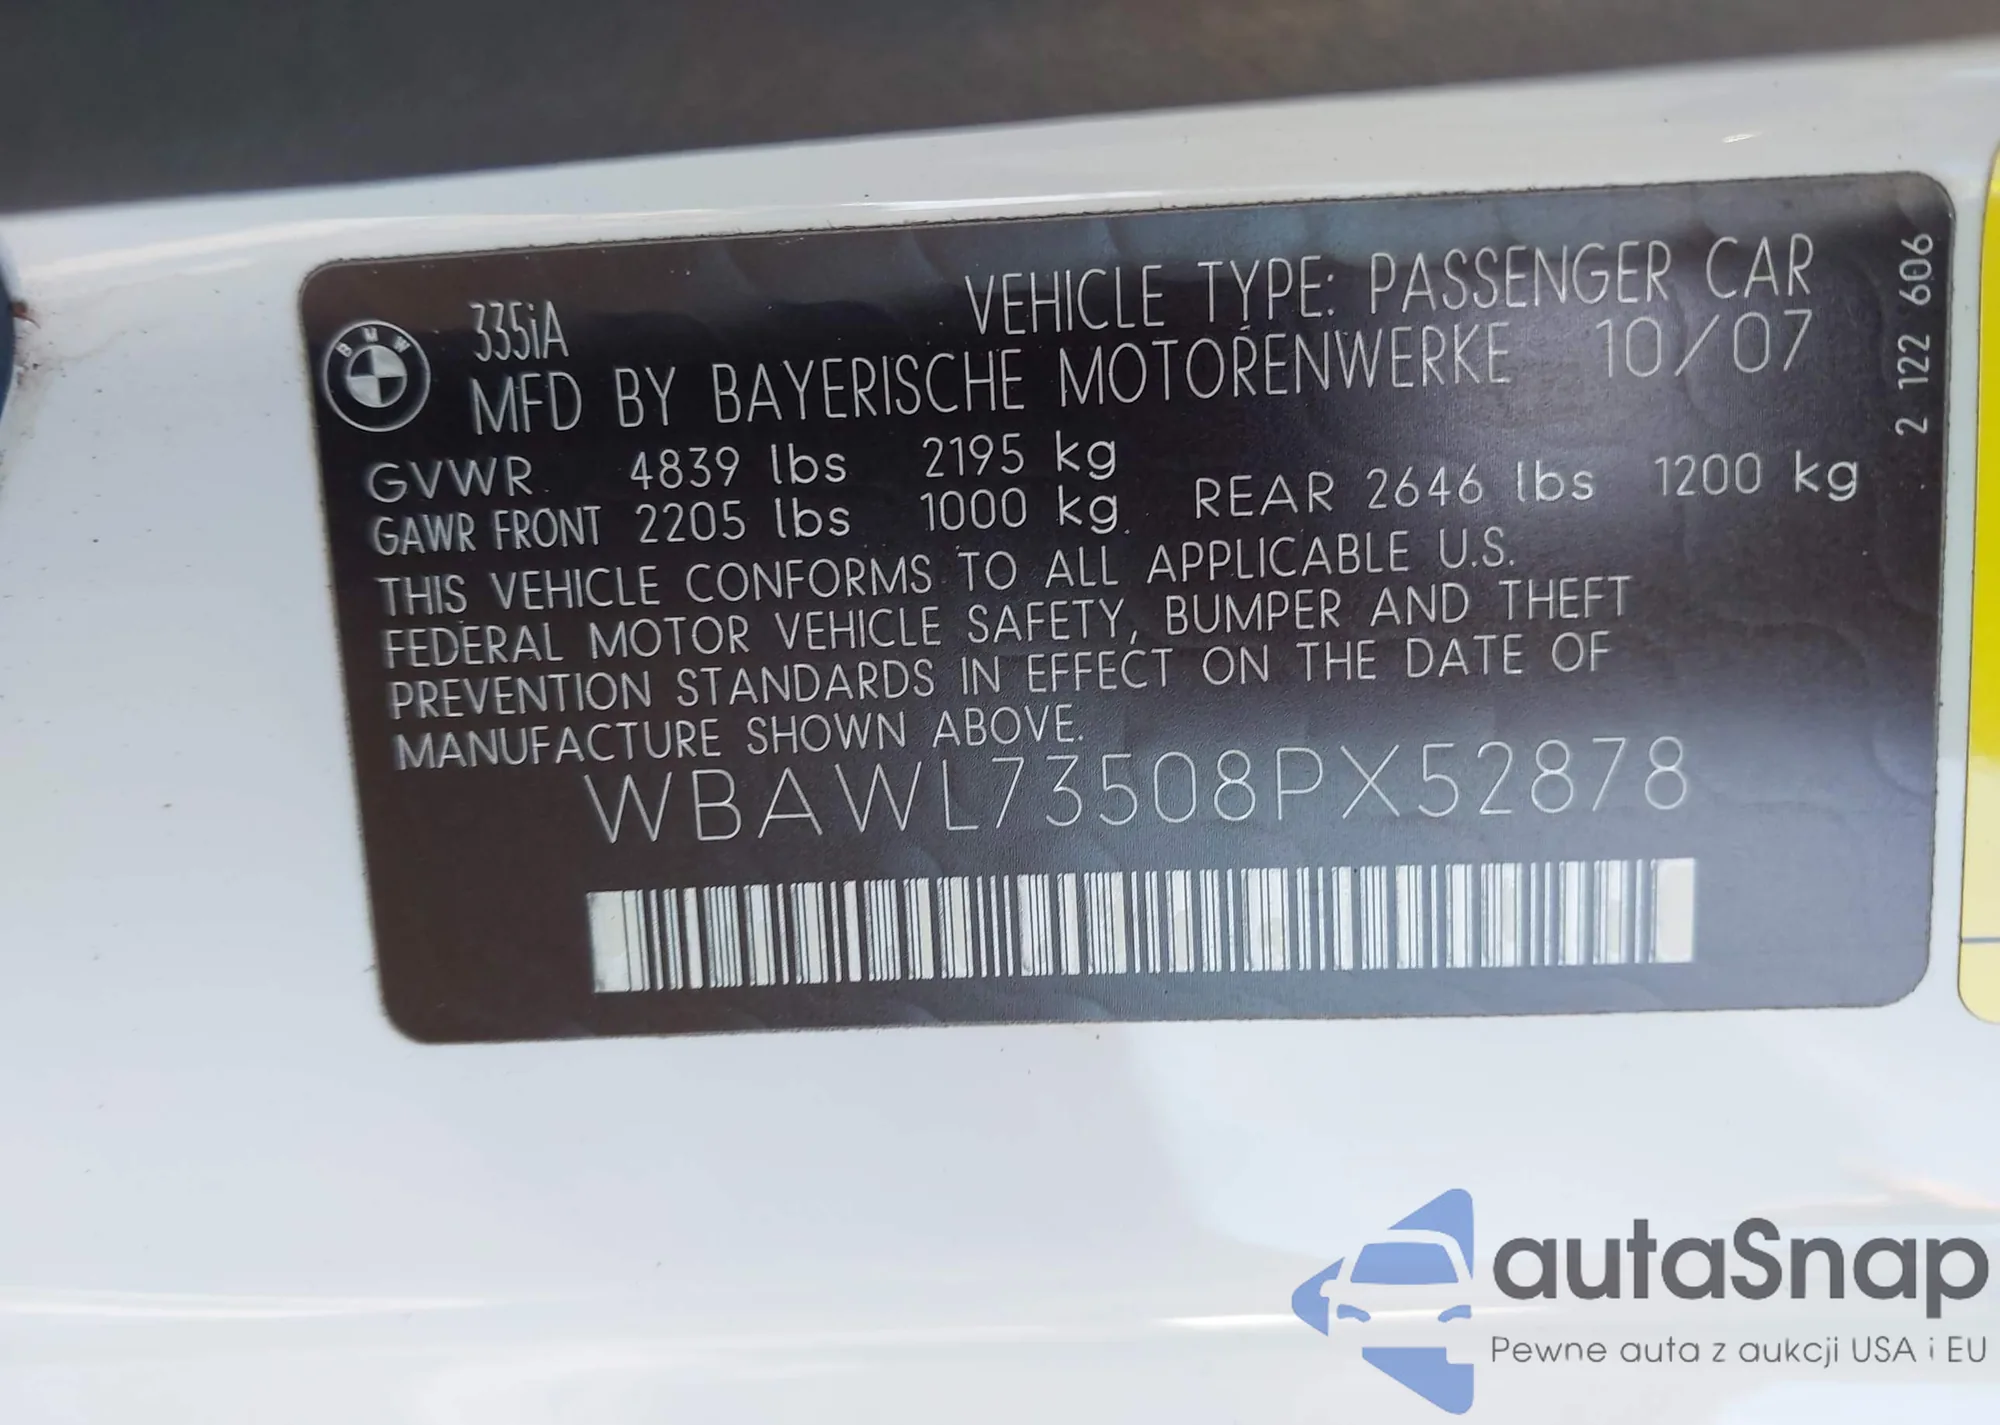 BMW
335iA
VEHICLE TYPE: PASSENGER CAR
MFD BY BAYERISCHE MOTORENWERKE 10/07
GVWR 4839 lbs 2195 kg
GAWR FRONT 2205 lbs 1000 kg REAR 2646 lbs 1200 kg
THIS VEHICLE CONFORMS TO ALL APPLICABLE U.S.
FEDERAL MOTOR VEHICLE SAFETY, BUMPER AND THEFT
PREVENTION STANDARDS IN EFFECT ON THE DATE OF
MANUFACTURE SHOWN ABOVE.
WBAWL73508PX52878
2 122 606
autaSnap
Pewne auta z aukcji USA i EU